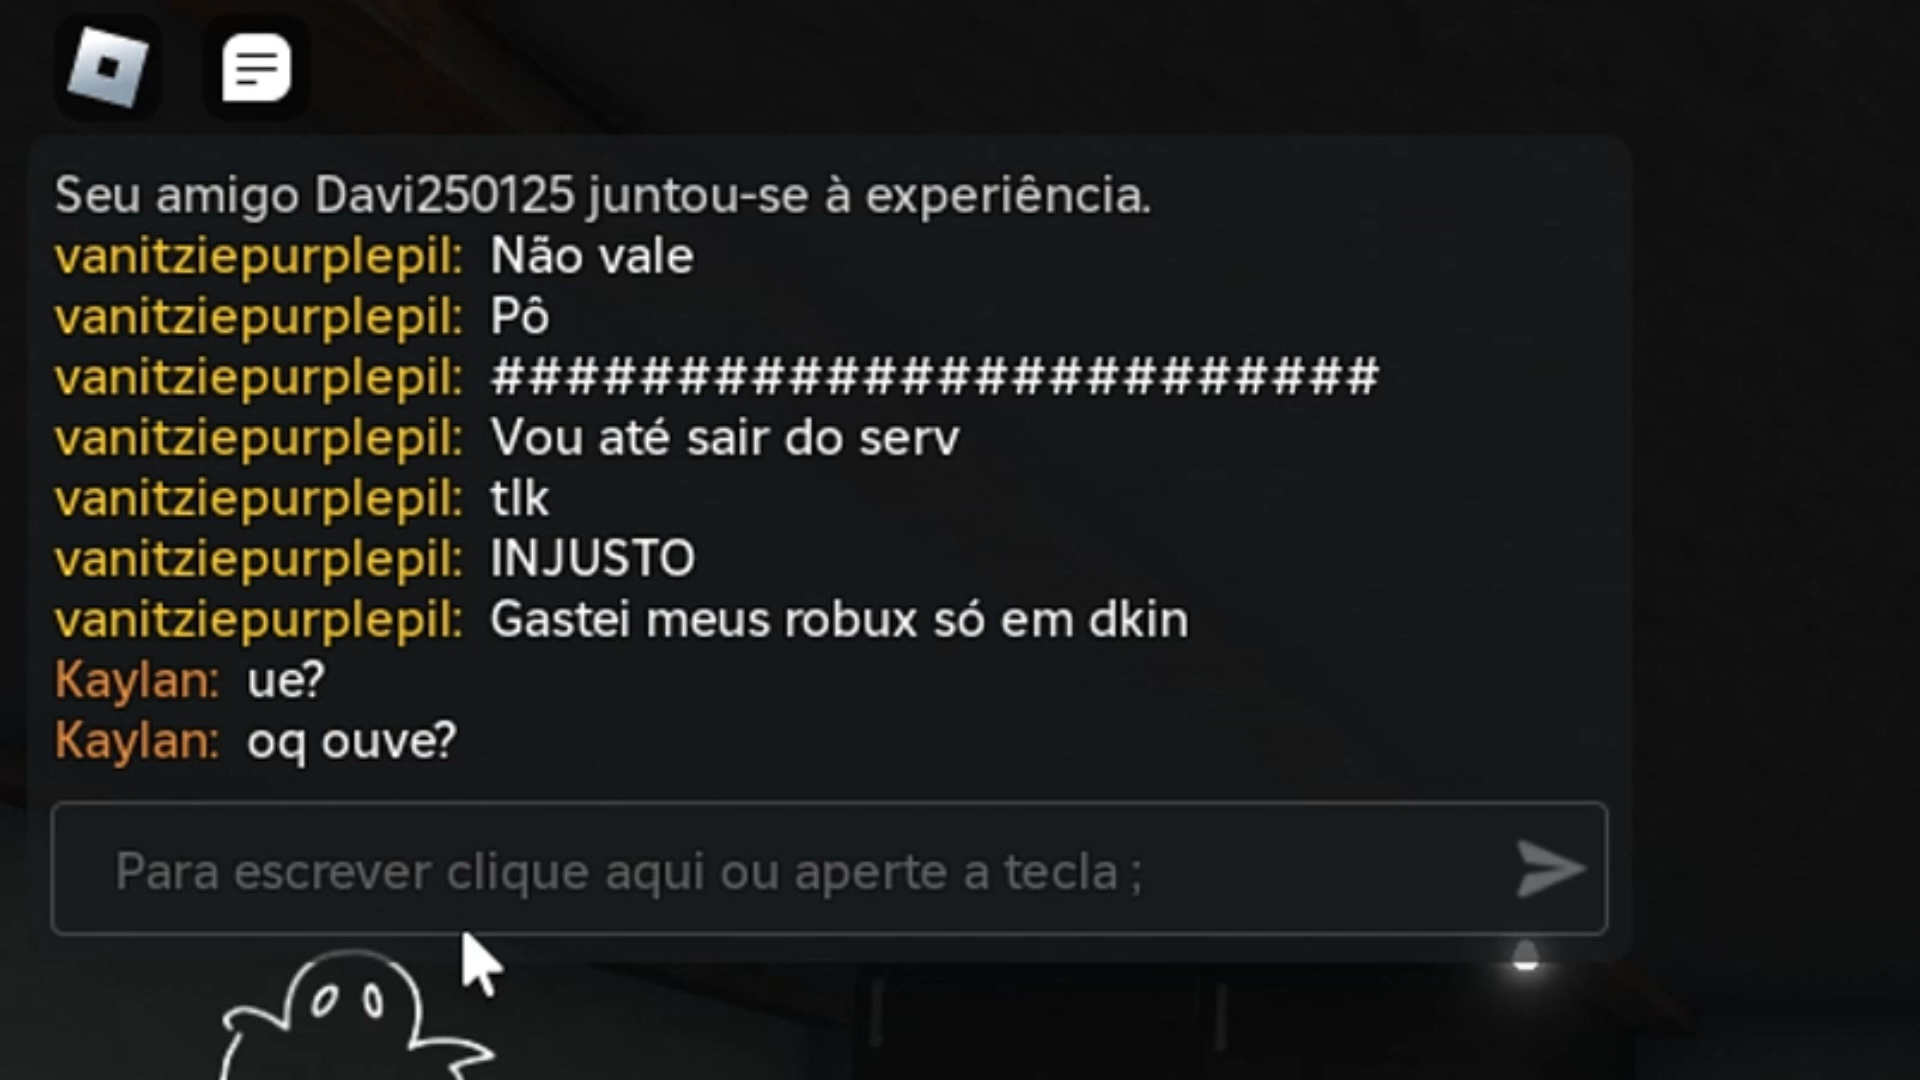 Seu amigo Davi250125 juntou-se à experiência.
vanitziepurplepil: Não vale
vanitziepurplepil: Pô
vanitziepurplepil: ########################
vanitziepurplepil: Vou até sair do serv
vanitziepurplepil: tlk
vanitziepurplepil: INJUSTO
vanitziepurplepil: Gastei meus robux só em dkin
Kaylan: ue?
Kaylan: oq ouve?
Para escrever clique aqui ou aperte a tecla ;